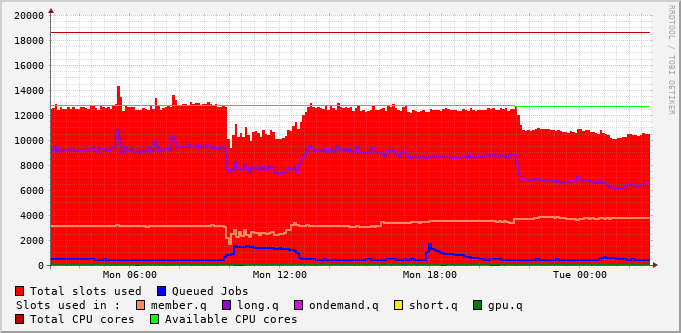 20000
18000
16000
14000
12000
10000
8000
6000
4000
2000
0
Mon 06:00 Mon 12:00 Mon 18:00 Tue 00:00
Total slots used Queued Jobs
Slots used in : member.q long.q ondemand.q short.q gpu.q
Total CPU cores Available CPU cores
RRDTOOL / TOBI OETIKER